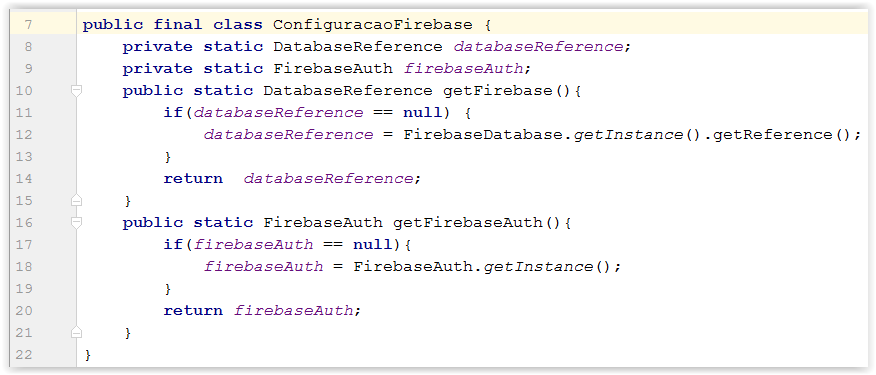 7 public final class ConfiguracaoFirebase {
8     private static DatabaseReference databaseReference;
9     private static FirebaseAuth firebaseAuth;
10     public static DatabaseReference getFirebase(){
11         if(databaseReference == null) {
12             databaseReference = FirebaseDatabase.getInstance().getReference();
13         }
14         return  databaseReference;
15     }
16     public static FirebaseAuth getFirebaseAuth(){
17         if(firebaseAuth == null){
18             firebaseAuth = FirebaseAuth.getInstance();
19         }
20         return firebaseAuth;
21     }
22 }